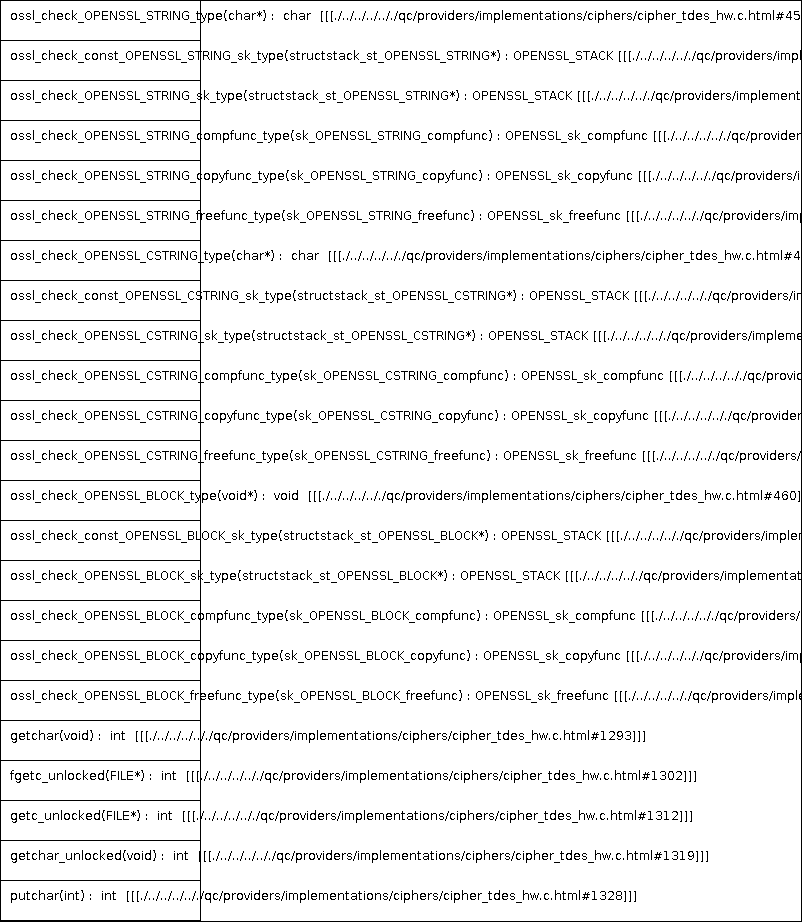 ossl_check_OPENSSL_STRING_type(char*) :  char  [[[./../../../../qc/providers/implementations/ciphers/cipher_tdes_hw.c.html#45
ossl_check_const_OPENSSL_STRING_sk_type(structstack_st_OPENSSL_STRING*) : OPENSSL_STACK [[[./../../../../qc/providers/impl
ossl_check_OPENSSL_STRING_sk_type(structstack_st_OPENSSL_STRING*) : OPENSSL_STACK [[[./../../../../qc/providers/implement
ossl_check_OPENSSL_STRING_compfunc_type(sk_OPENSSL_STRING_compfunc) : OPENSSL_sk_compfunc [[[./../../../../qc/provider
ossl_check_OPENSSL_STRING_copyfunc_type(sk_OPENSSL_STRING_copyfunc) : OPENSSL_sk_copyfunc [[[./../../../../qc/providers/i
ossl_check_OPENSSL_STRING_freefunc_type(sk_OPENSSL_STRING_freefunc) : OPENSSL_sk_freefunc [[[./../../../../qc/providers/imp
ossl_check_OPENSSL_CSTRING_type(char*) :  char  [[[./../../../../qc/providers/implementations/ciphers/cipher_tdes_hw.c.html#4
ossl_check_const_OPENSSL_CSTRING_sk_type(structstack_st_OPENSSL_CSTRING*) : OPENSSL_STACK [[[./../../../../qc/providers/in
ossl_check_OPENSSL_CSTRING_sk_type(structstack_st_OPENSSL_CSTRING*) : OPENSSL_STACK [[[./../../../../qc/providers/impleme
ossl_check_OPENSSL_CSTRING_compfunc_type(sk_OPENSSL_CSTRING_compfunc) : OPENSSL_sk_compfunc [[[./../../../../qc/provid
ossl_check_OPENSSL_CSTRING_copyfunc_type(sk_OPENSSL_CSTRING_copyfunc) : OPENSSL_sk_copyfunc [[[./../../../../qc/provider
ossl_check_OPENSSL_CSTRING_freefunc_type(sk_OPENSSL_CSTRING_freefunc) : OPENSSL_sk_freefunc [[[./../../../../qc/providers/
ossl_check_OPENSSL_BLOCK_type(void*) :  void  [[[./../../../../qc/providers/implementations/ciphers/cipher_tdes_hw.c.html#460]
ossl_check_const_OPENSSL_BLOCK_sk_type(structstack_st_OPENSSL_BLOCK*) : OPENSSL_STACK [[[./../../../../qc/providers/impler
ossl_check_OPENSSL_BLOCK_sk_type(structstack_st_OPENSSL_BLOCK*) : OPENSSL_STACK [[[./../../../../qc/providers/implementat
ossl_check_OPENSSL_BLOCK_compfunc_type(sk_OPENSSL_BLOCK_compfunc) : OPENSSL_sk_compfunc [[[./../../../../qc/providers/
ossl_check_OPENSSL_BLOCK_copyfunc_type(sk_OPENSSL_BLOCK_copyfunc) : OPENSSL_sk_copyfunc [[[./../../../../qc/providers/imp
ossl_check_OPENSSL_BLOCK_freefunc_type(sk_OPENSSL_BLOCK_freefunc) : OPENSSL_sk_freefunc [[[./../../../../qc/providers/imple
getchar(void) :  int  [[[./../../../../qc/providers/implementations/ciphers/cipher_tdes_hw.c.html#1293]]]
fgetc_unlocked(FILE*) :  int  [[[./../../../../qc/providers/implementations/ciphers/cipher_tdes_hw.c.html#1302]]]
getc_unlocked(FILE*) :  int  [[[./../../../../qc/providers/implementations/ciphers/cipher_tdes_hw.c.html#1312]]]
getchar_unlocked(void) :  int  [[[./../../../../qc/providers/implementations/ciphers/cipher_tdes_hw.c.html#1319]]]
putchar(int) :  int  [[[./../../../../qc/providers/implementations/ciphers/cipher_tdes_hw.c.html#1328]]]